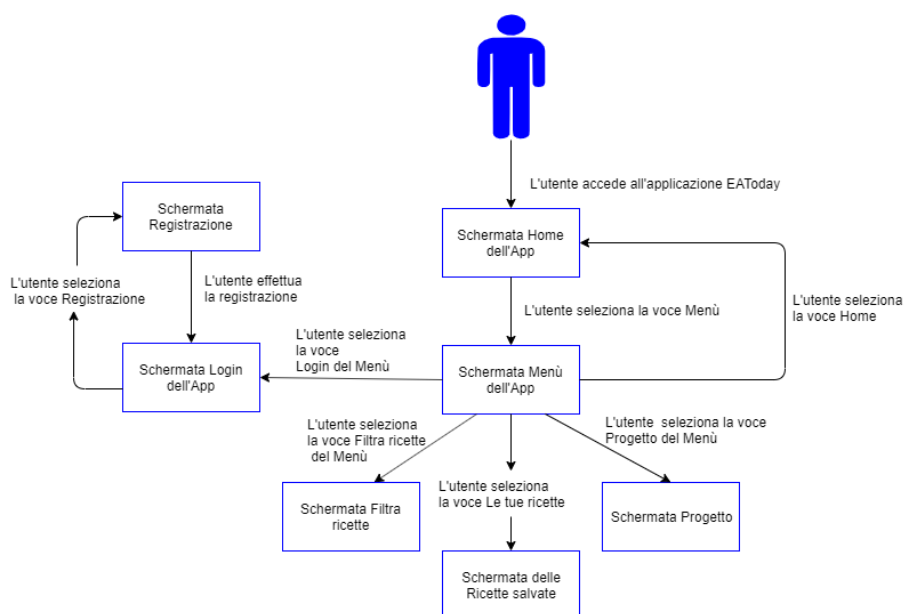 L'utente accede all'applicazione EAToday
Schermata
Registrazione
Schermata Home
dell'App
L'utente seleziona
la voce Registrazione
L'utente effettua
la registrazione
L'utente seleziona la voce Menù
L'utente seleziona
la voce Home
L'utente seleziona
la voce
Login del Menù
Schermata Login
dell'App
Schermata Menù
dell'App
L'utente seleziona
la voce Filtra ricette
del Menù
L'utente seleziona la voce
Progetto del Menù
L'utente seleziona
la voce Le tue ricette
Schermata Filtra
ricette
Schermata Progetto
Schermata delle
Ricette salvate